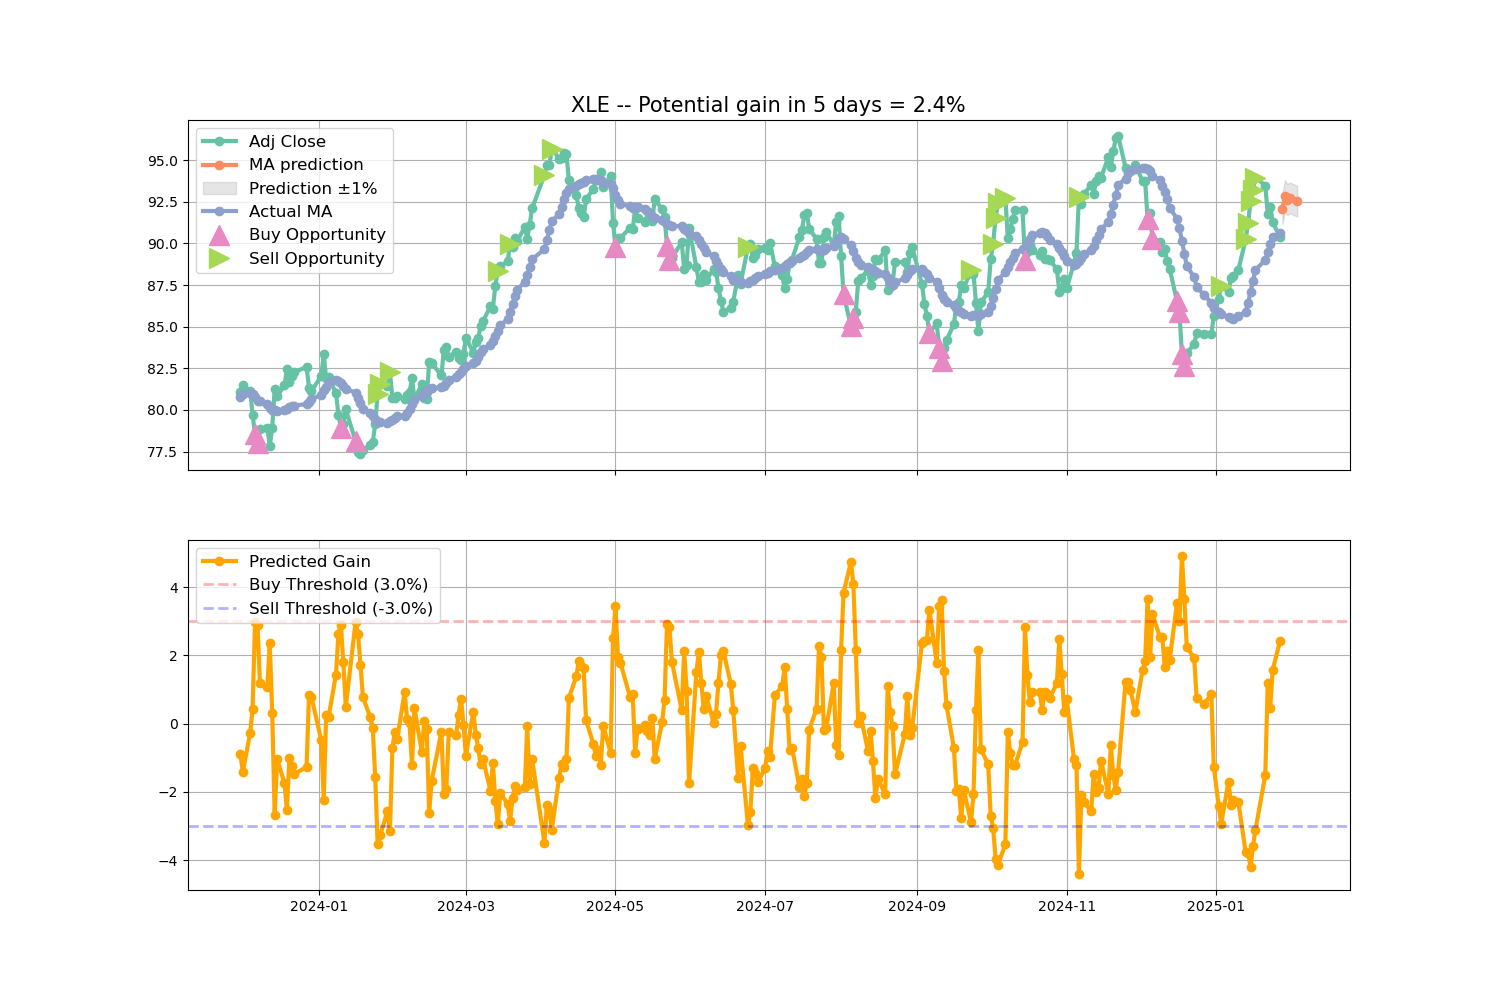 XLE -- Potential gain in 5 days = 2.4%
Adj Close
MA prediction
Prediction ±1%
Actual MA
Buy Opportunity
Sell Opportunity
95.0
92.5
90.0
87.5
85.0
82.5
80.0
77.5
Predicted Gain
Buy Threshold (3.0%)
Sell Threshold (-3.0%)
4
2
0
−2
−4
2024-01
2024-03
2024-05
2024-07
2024-09
2024-11
2025-01